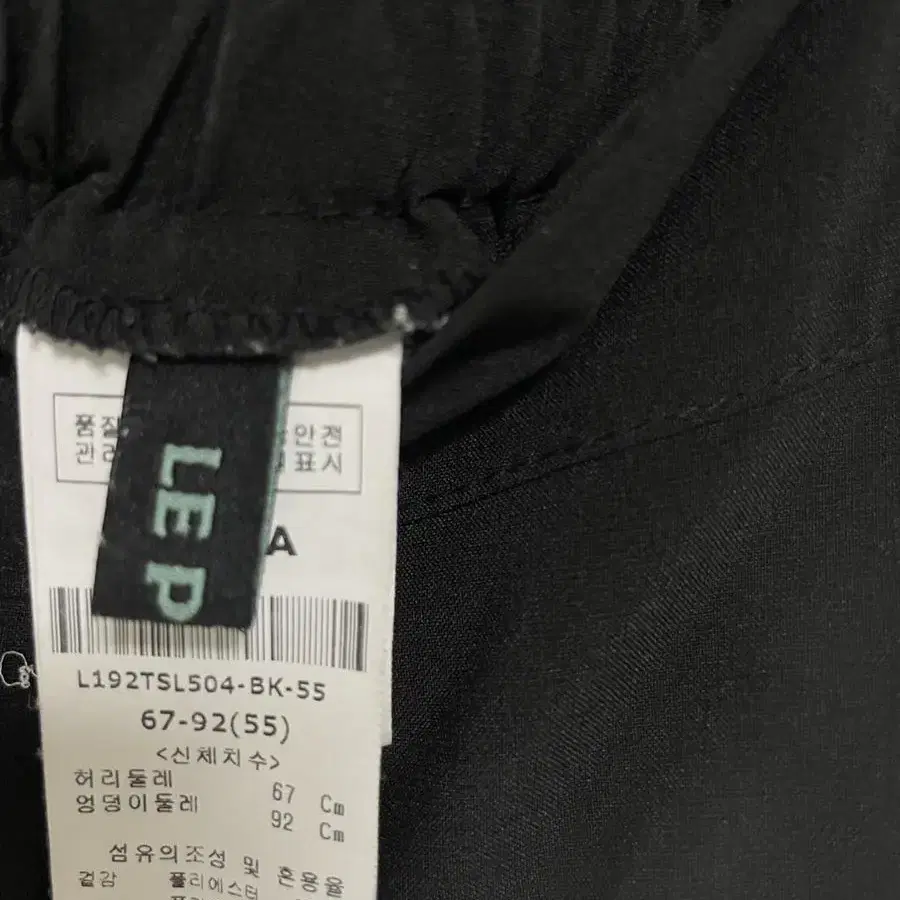 품질 안전
관리 표시
LEP
A
L192TSL504-BK-55
67-92(55)
<신체치수>
허리둘레 67 Cm
엉덩이둘레 92 Cm
섬유의조성 및 혼용율
겉감 폴리에스터